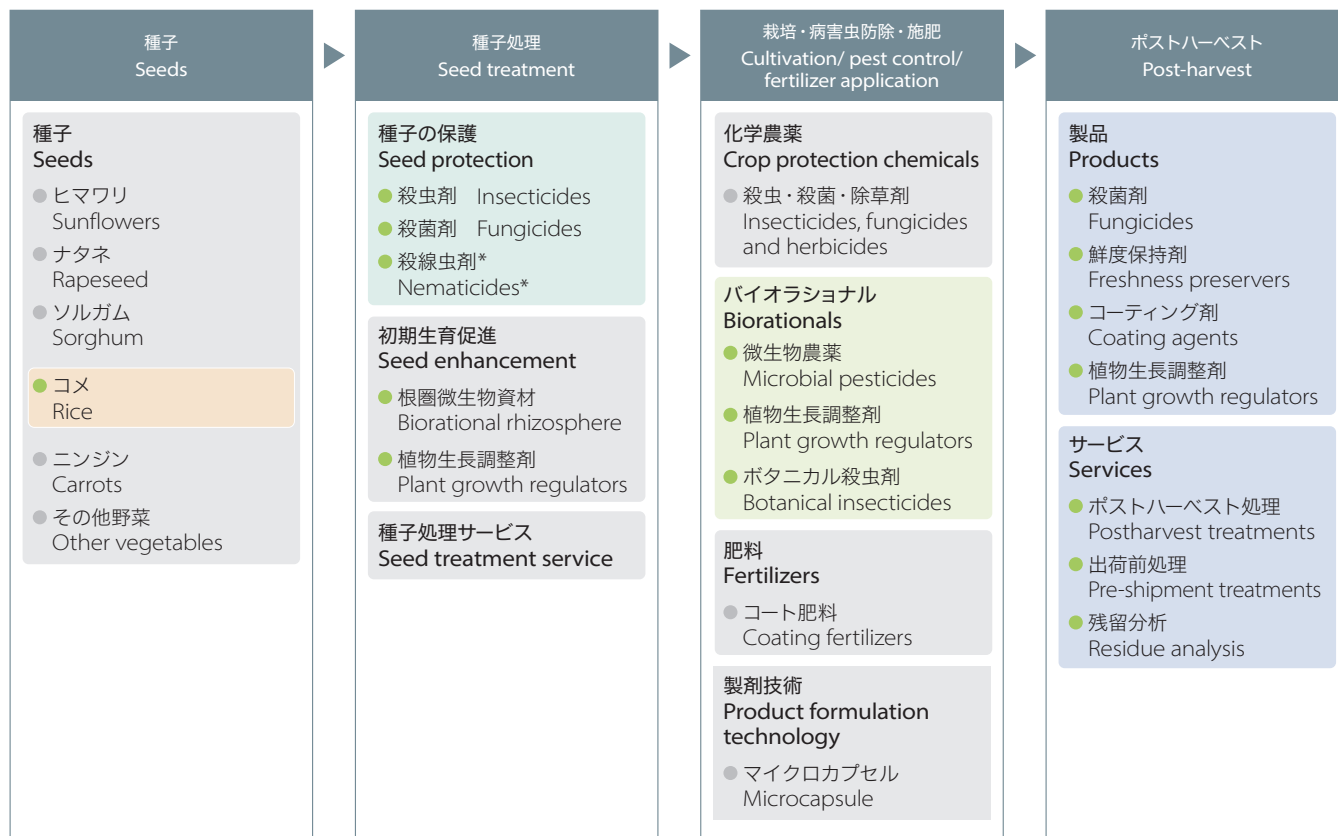 種子
Seeds
種子
Seeds
ヒマワリ
Sunflowers
ナタネ
Rapeseed
ソルガム
Sorghum
コメ
Rice
ニンジン
Carrots
その他野菜
Other vegetables
種子処理
Seed treatment
種子の保護
Seed protection
殺虫剤 Insecticides
殺菌剤 Fungicides
殺線虫剤*
Nematicides*
初期生育促進
Seed enhancement
根圏微生物資材
Biorational rhizosphere
植物生長調整剤
Plant growth regulators
種子処理サービス
Seed treatment service
栽培・病害虫防除・施肥
Cultivation/ pest control/
fertilizer application
化学農薬
Crop protection chemicals
殺虫・殺菌・除草剤
Insecticides, fungicides
and herbicides
バイオラショナル
Biorationals
微生物農薬
Microbial pesticides
植物生長調整剤
Plant growth regulators
ボタニカル殺虫剤
Botanical insecticides
肥料
Fertilizers
コート肥料
Coating fertilizers
製剤技術
Product formulation
technology
マイクロカプセル
Microcapsule
ポストハーベスト
Post-harvest
製品
Products
殺菌剤
Fungicides
鮮度保持剤
Freshness preservers
コーティング剤
Coating agents
植物生長調整剤
Plant growth regulators
サービス
Services
ポストハーベスト処理
Postharvest treatments
出荷前処理
Pre-shipment treatments
残留分析
Residue analysis